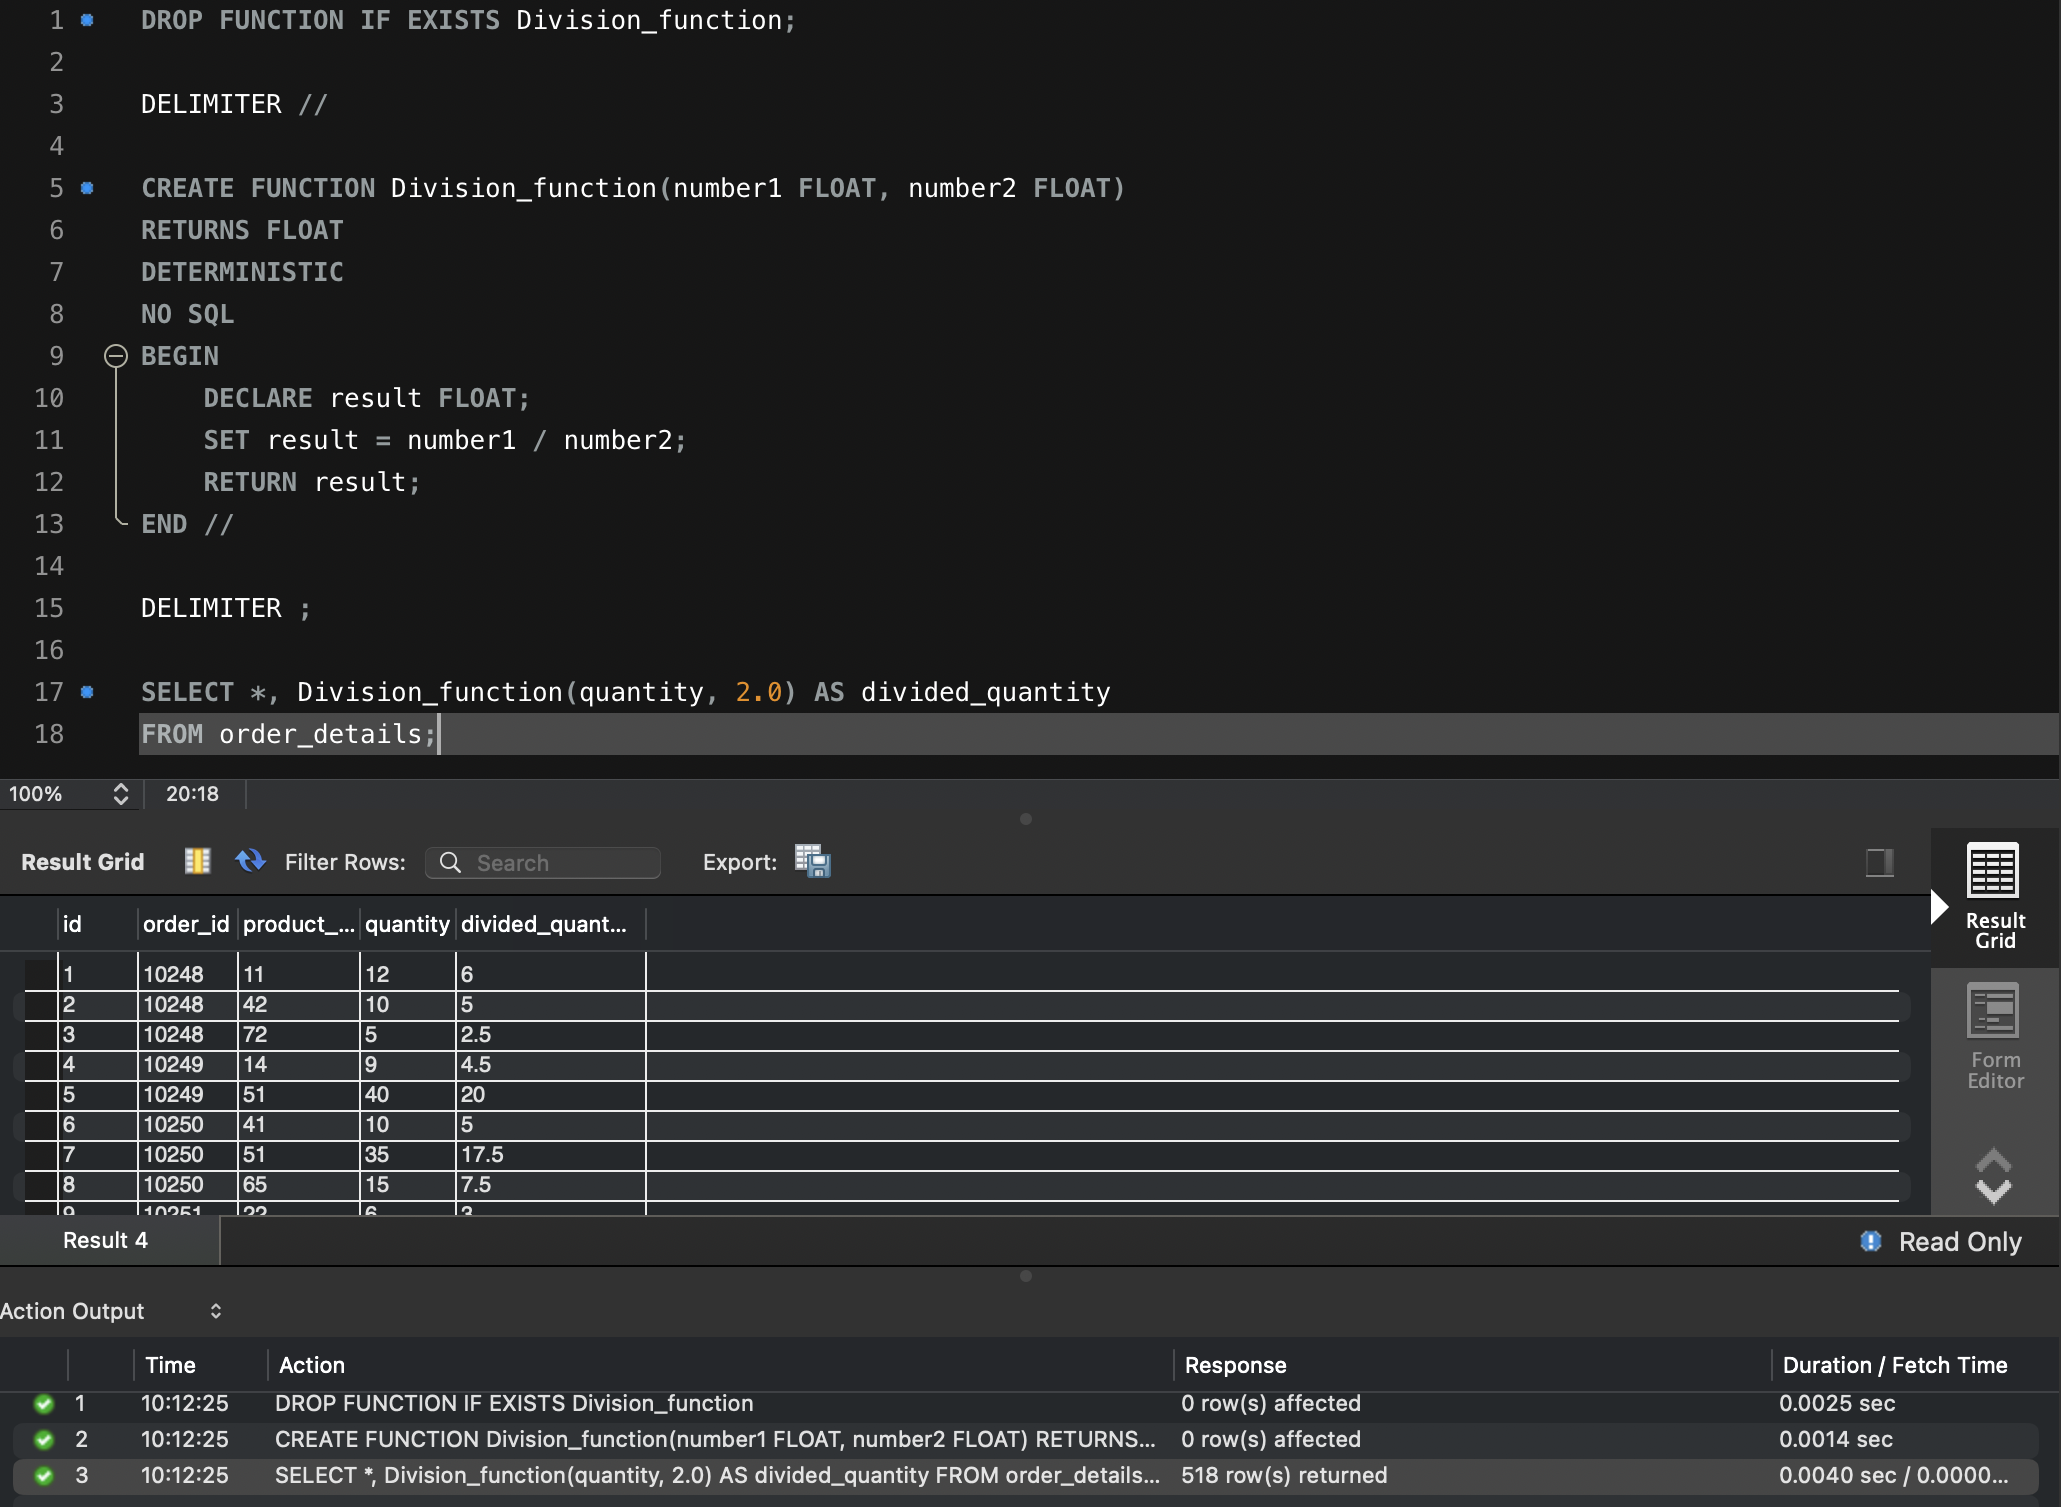 1 DROP FUNCTION IF EXISTS Division_function;
2
3 DELIMITER //
4
5 CREATE FUNCTION Division_function(number1 FLOAT, number2 FLOAT)
6 RETURNS FLOAT
7 DETERMINISTIC
8 NO SQL
9 BEGIN
10 DECLARE result FLOAT;
11 SET result = number1 / number2;
12 RETURN result;
13 END //
14
15 DELIMITER ;
16
17 SELECT *, Division_function(quantity, 2.0) AS divided_quantity
18 FROM order_details;
100% 20:18
Result Grid Filter Rows: Search Export:
id order_id product_... quantity divided_quant...
1 10248 11 12 6
2 10248 42 10 5
3 10248 72 5 2.5
4 10249 14 9 4.5
5 10249 51 40 20
6 10250 41 10 5
7 10250 51 35 17.5
8 10250 65 15 7.5
9 10251 22 6 3
Result
Grid
Form
Editor
Result 4 Read Only
Action Output
Time Action Response Duration / Fetch Time
1 10:12:25 DROP FUNCTION IF EXISTS Division_function 0 row(s) affected 0.0025 sec
2 10:12:25 CREATE FUNCTION Division_function(number1 FLOAT, number2 FLOAT) RETURNS... 0 row(s) affected 0.0014 sec
3 10:12:25 SELECT *, Division_function(quantity, 2.0) AS divided_quantity FROM order_details... 518 row(s) returned 0.0040 sec / 0.0000...